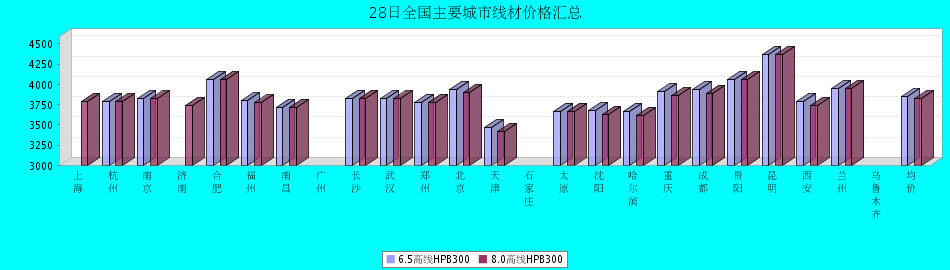 28日全国主要城市线材价格汇总
4500
4250
4000
3750
3500
3250
3000
上海
杭州
南京
济南
合肥
福州
南昌
广州
长沙
武汉
郑州
北京
天津
石家庄
太原
沈阳
哈尔滨
重庆
成都
贵阳
昆明
西安
兰州
乌鲁木齐
均价
6.5高线HPB300
8.0高线HPB300